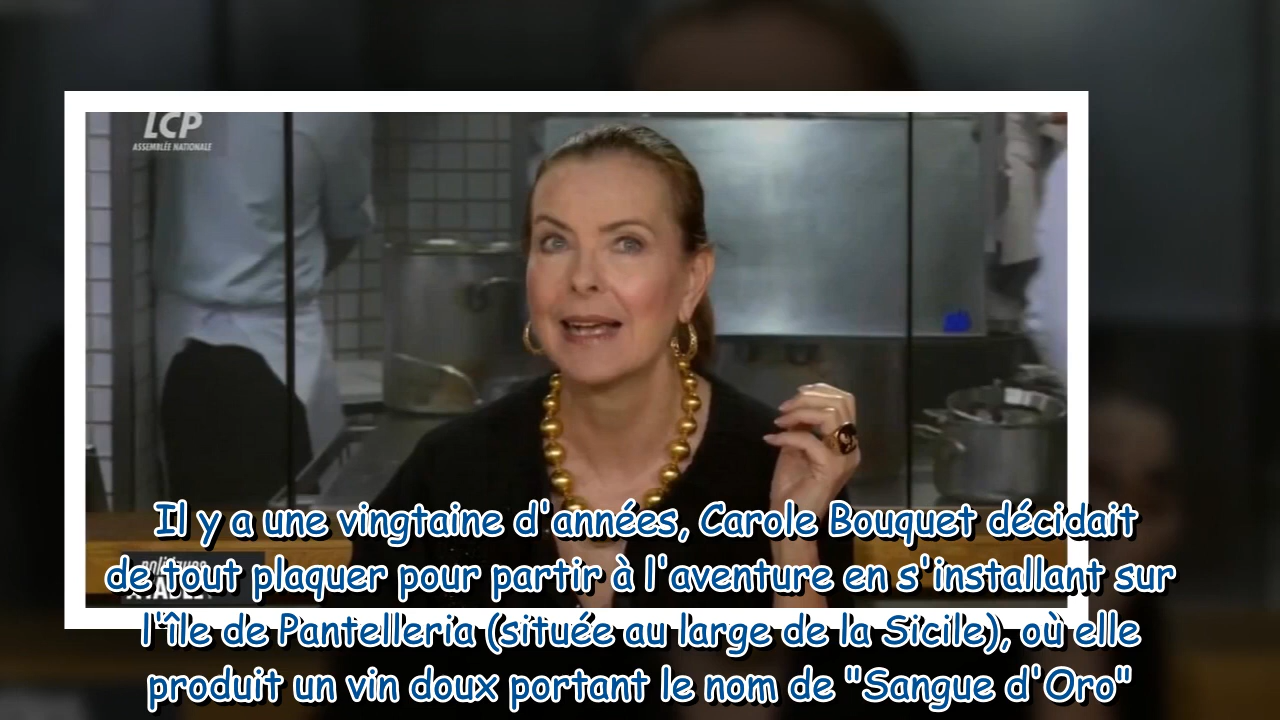 LCP
ASSEMBLÉE NATIONALE
Il y a une vingtaine d'années, Carole Bouquet décidait
de tout plaquer pour partir à l'aventure en s'installant sur
l'île de Pantelleria (située au large de la Sicile), où elle
produit un vin doux portant le nom de "Sangue d'Oro"